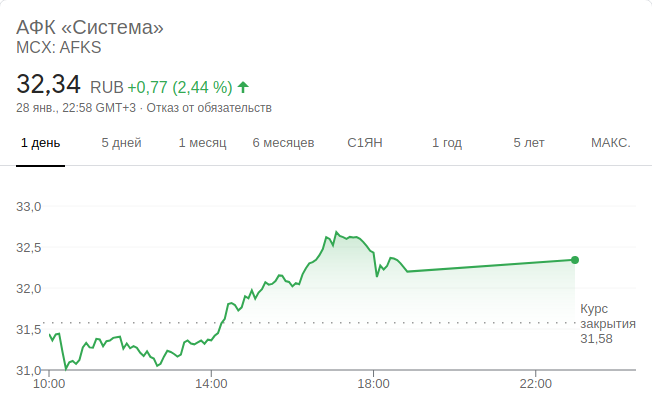 АФК «Система»
MCX: AFKS
32,34 RUB +0,77 (2,44 %)
28 янв., 22:58 GMT+3 · Отказ от обязательств
1 день 5 дней 1 месяц 6 месяцев С1ЯН 1 год 5 лет МАКС.
33,0
32,5
32,0
31,5
31,0
Курс
закрытия
31,58
10:00 14:00 18:00 22:00